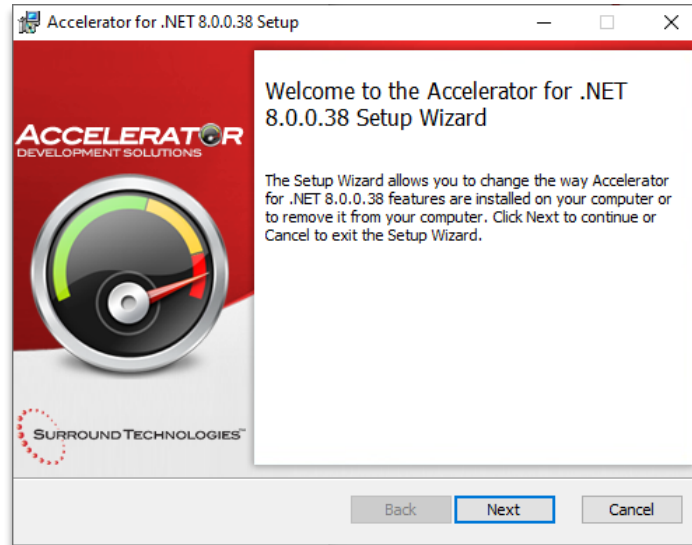 Accelerator for .NET 8.0.0.38 Setup
ACCELERATOR
DEVELOPMENT SOLUTIONS
SURROUND TECHNOLOGIES™
Welcome to the Accelerator for .NET
8.0.0.38 Setup Wizard
The Setup Wizard allows you to change the way Accelerator
for .NET 8.0.0.38 features are installed on your computer or
to remove it from your computer. Click Next to continue or
Cancel to exit the Setup Wizard.
Back
Next
Cancel